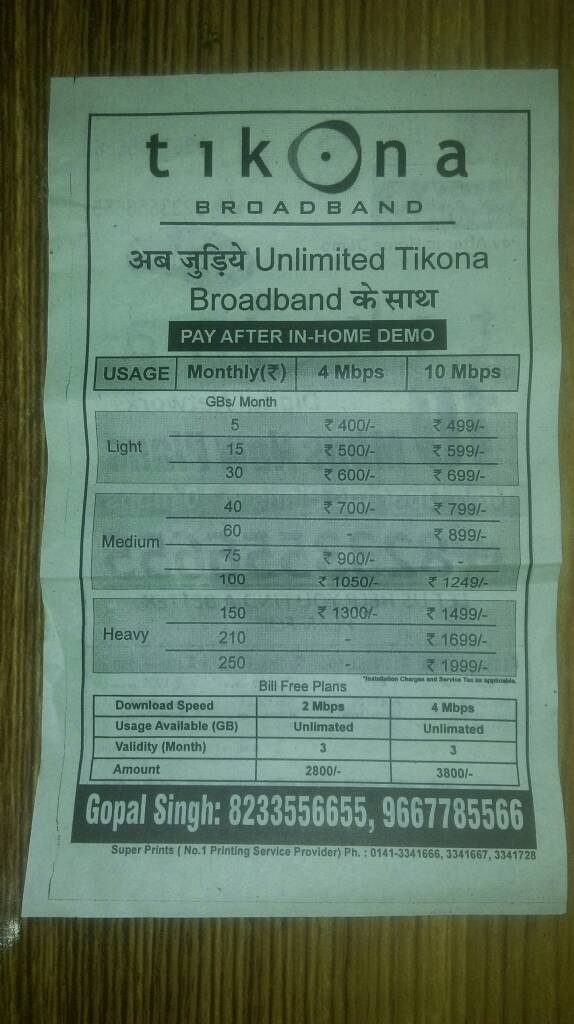 tikona
BROADBAND
अब जुड़िये Unlimited Tikona
Broadband के साथ
PAY AFTER IN-HOME DEMO
USAGE Monthly(₹) 4 Mbps 10 Mbps
GBs/ Month
Light
5 ₹ 400/- ₹ 499/-
15 ₹ 500/- ₹ 599/-
30 ₹ 600/- ₹ 699/-
Medium
40 ₹ 700/- ₹ 799/-
60 - ₹ 899/-
75 ₹ 900/- -
100 ₹ 1050/- ₹ 1249/-
Heavy
150 ₹ 1300/- ₹ 1499/-
210 - ₹ 1699/-
250 - ₹ 1999/-
*Installation Charges and Service Tax as applicable.
Bill Free Plans
Download Speed 2 Mbps 4 Mbps
Usage Available (GB) Unlimated Unlimated
Validity (Month) 3 3
Amount 2800/- 3800/-
Gopal Singh: 8233556655, 9667785566
Super Prints ( No.1 Printing Service Provider) Ph. : 0141-3341666, 3341667, 3341728